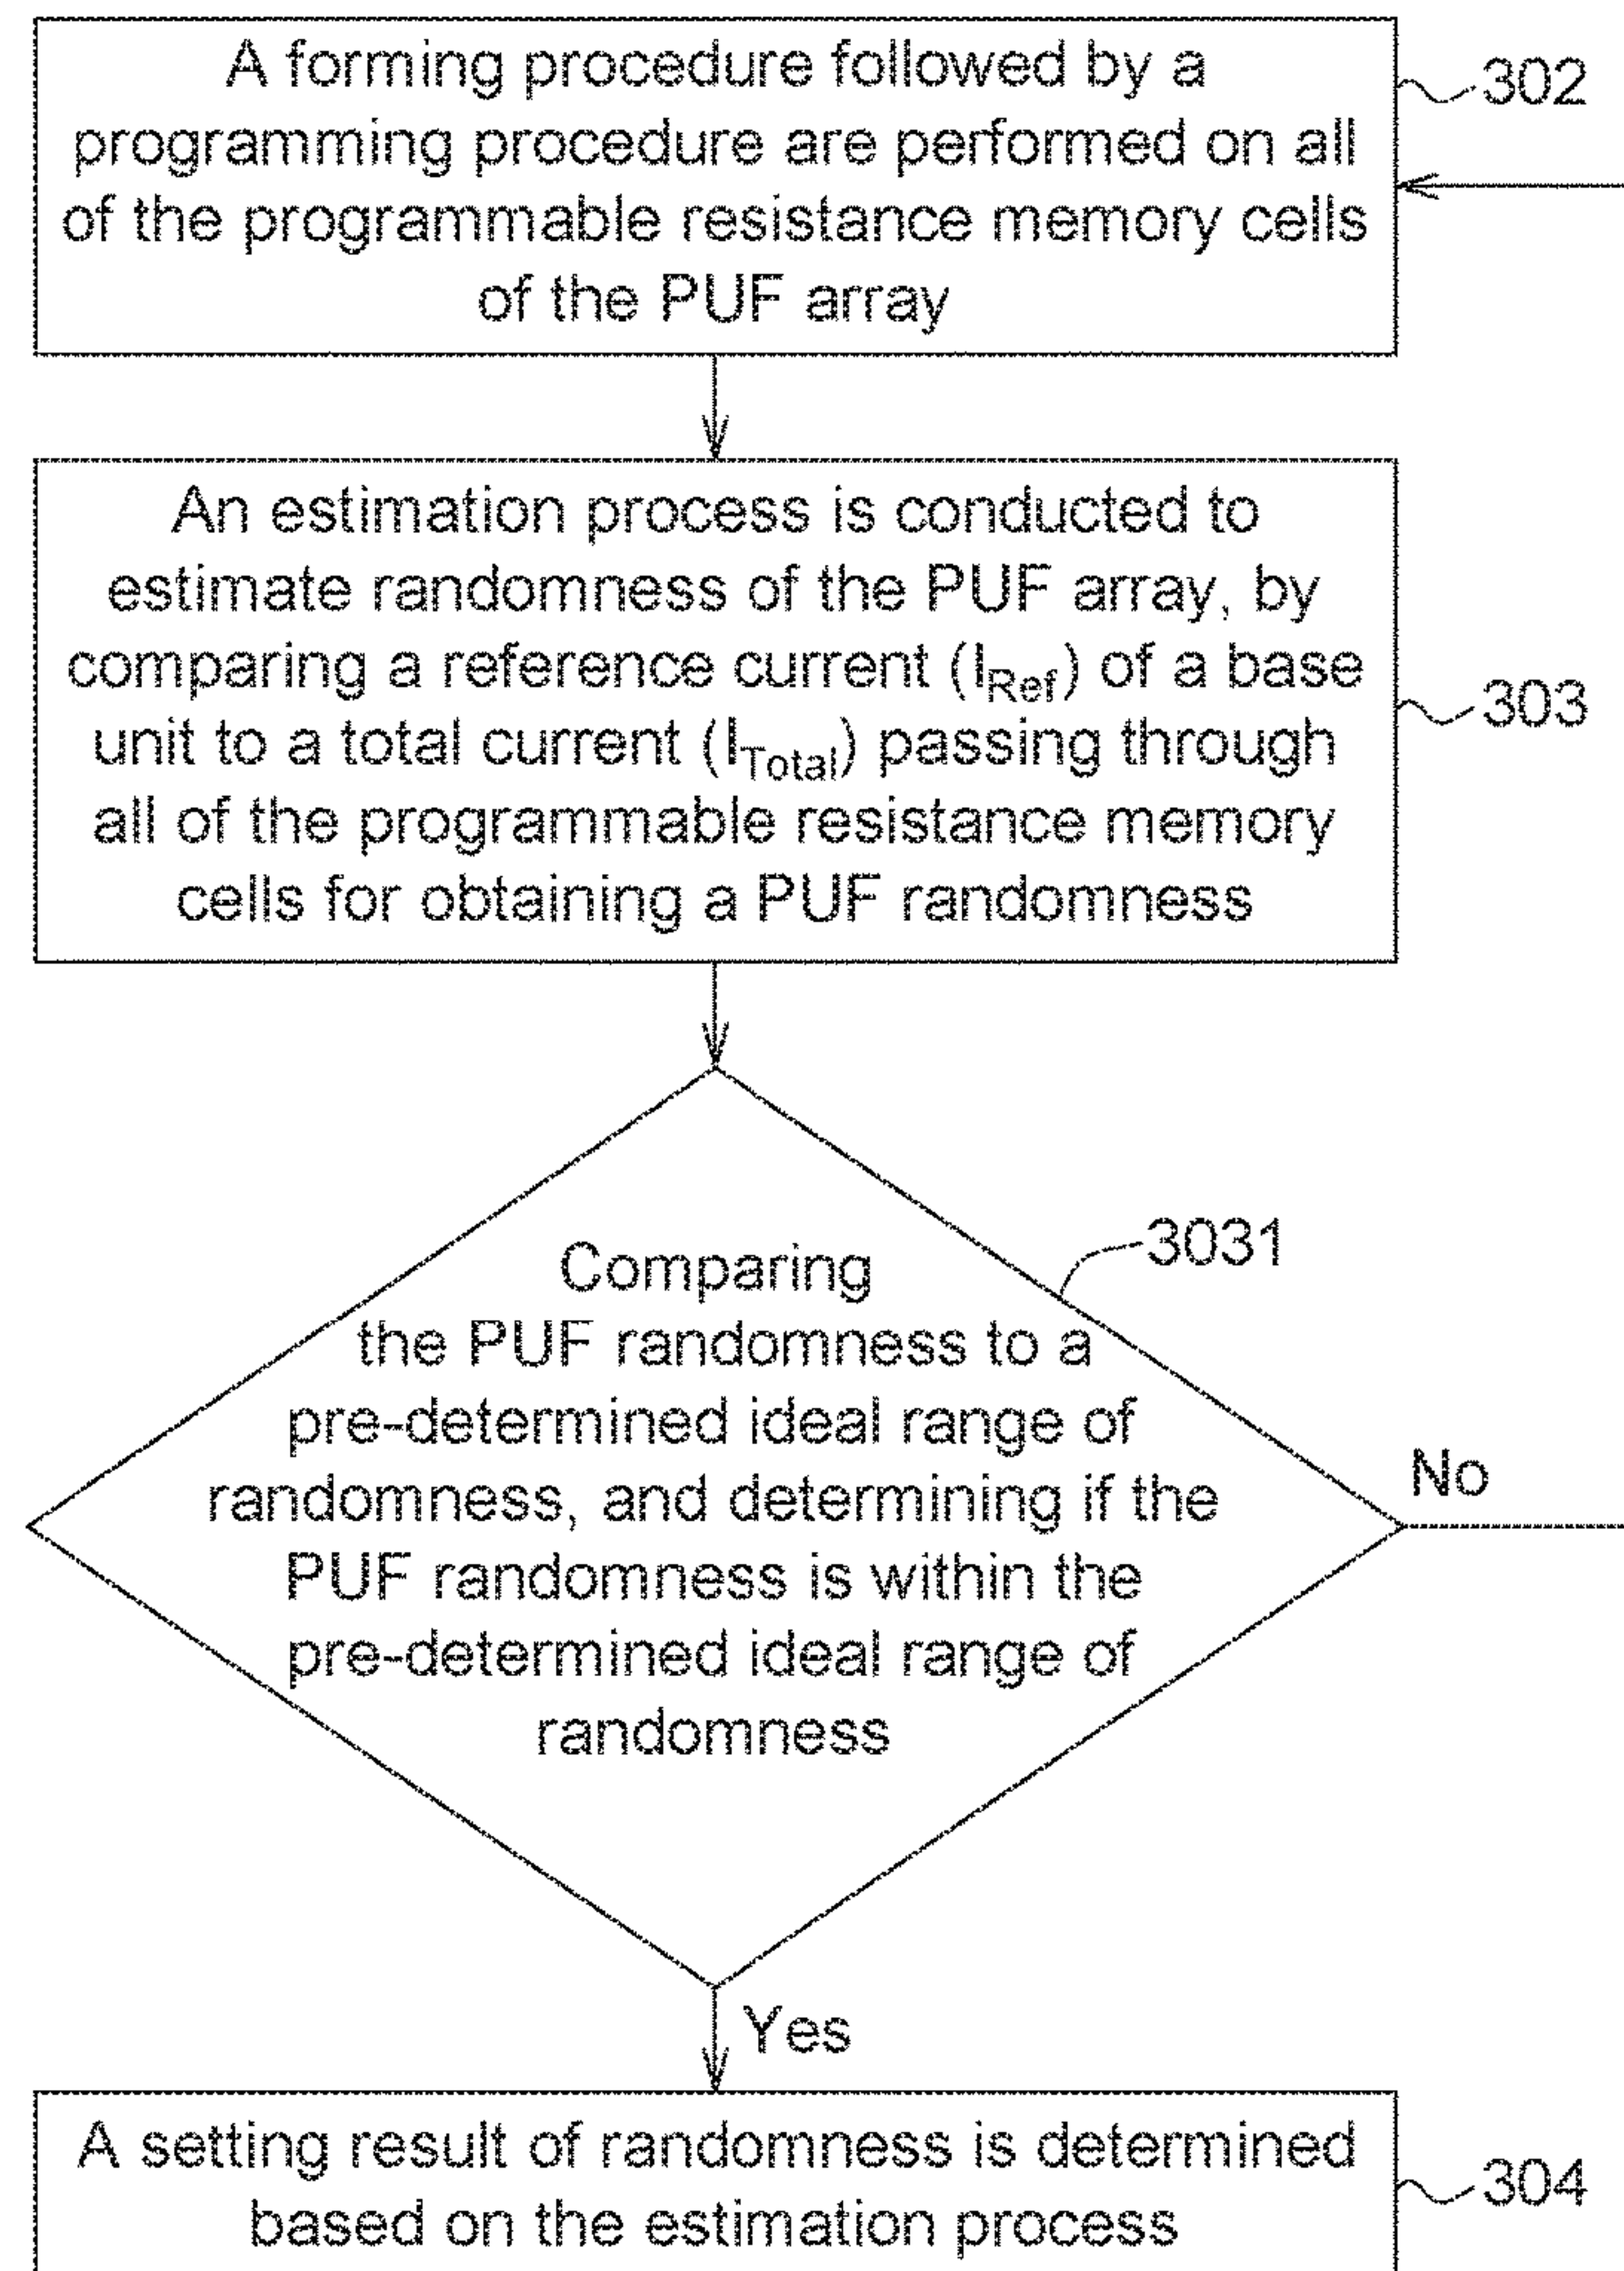 A forming procedure followed by a
programming procedure are performed on all
of the programmable resistance memory cells
of the PUF array
302
An estimation process is conducted to
estimate randomness of the PUF array, by
comparing a reference current (I_Ref) of a base
unit to a total current (I_Total) passing through
all of the programmable resistance memory
cells for obtaining a PUF randomness
303
Comparing
the PUF randomness to a
pre-determined ideal range of
randomness, and determining if the
PUF randomness is within the
pre-determined ideal range of
randomness
3031
No
Yes
A setting result of randomness is determined
based on the estimation process
304